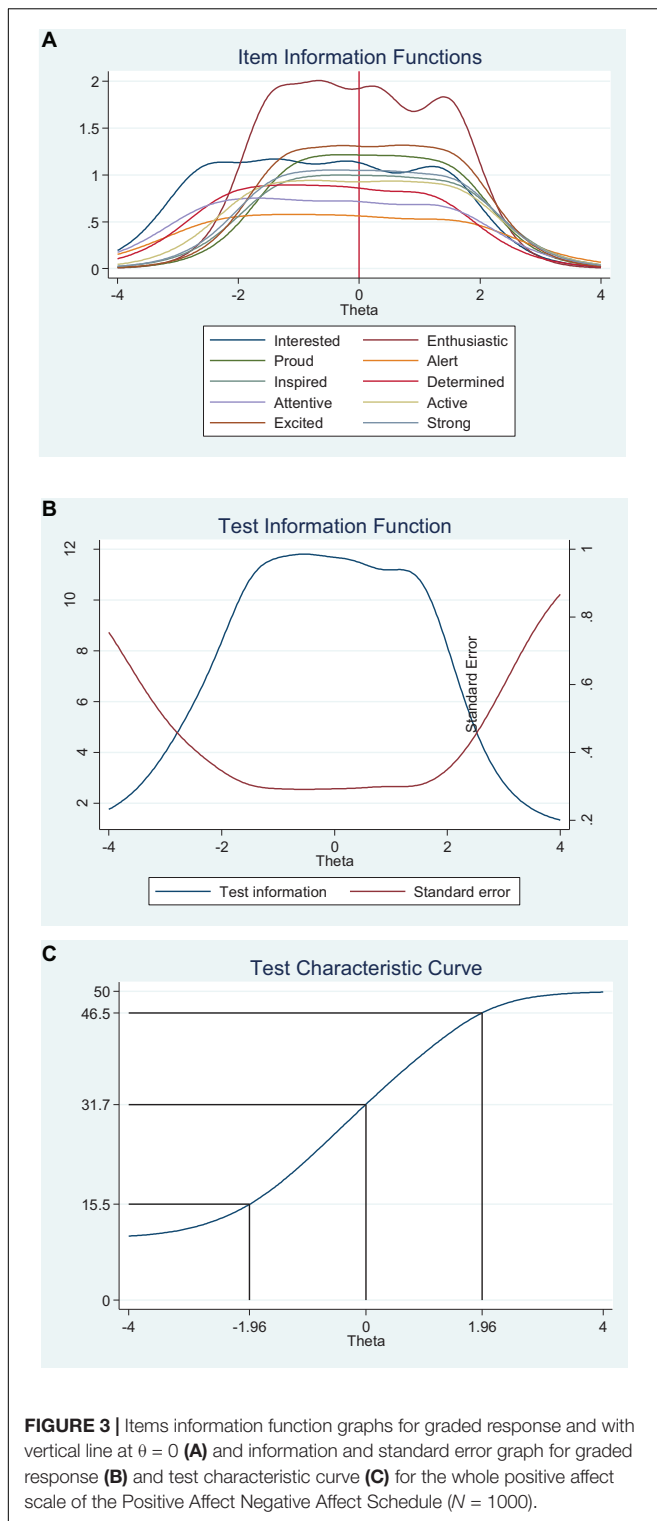 A
Item Information Functions
2
1.5
1
.5
0
-4 -2 0 2 4
Theta
Interested Enthusiastic
Proud Alert
Inspired Determined
Attentive Active
Excited Strong
B
Test Information Function
12 1
10 .8
8
6 .6
4 .4
2 .2
Standard Error
-4 -2 0 2 4
Theta
Test information Standard error
C
Test Characteristic Curve
50
46.5
31.7
15.5
0
-4 -1.96 0 1.96 4
Theta
FIGURE 3 | Items information function graphs for graded response and with
vertical line at θ = 0 (A) and information and standard error graph for graded
response (B) and test characteristic curve (C) for the whole positive affect
scale of the Positive Affect Negative Affect Schedule (N = 1000).